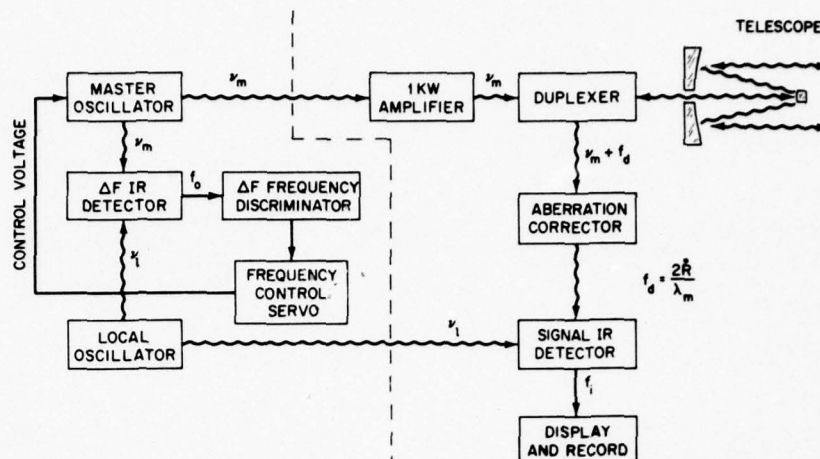 TELESCOPE
MASTER
OSCILLATOR
ν_m
1 KW
AMPLIFIER
ν_m
DUPLEXER
ν_m
ν_m + f_d
CONTROL VOLTAGE
ΔF IR
DETECTOR
f_o
ΔF FREQUENCY
DISCRIMINATOR
ABERRATION
CORRECTOR
ν_l
FREQUENCY
CONTROL
SERVO
f_d = 2Ṙ/λ_m
LOCAL
OSCILLATOR
ν_l
SIGNAL IR
DETECTOR
f_i
DISPLAY
AND RECORD